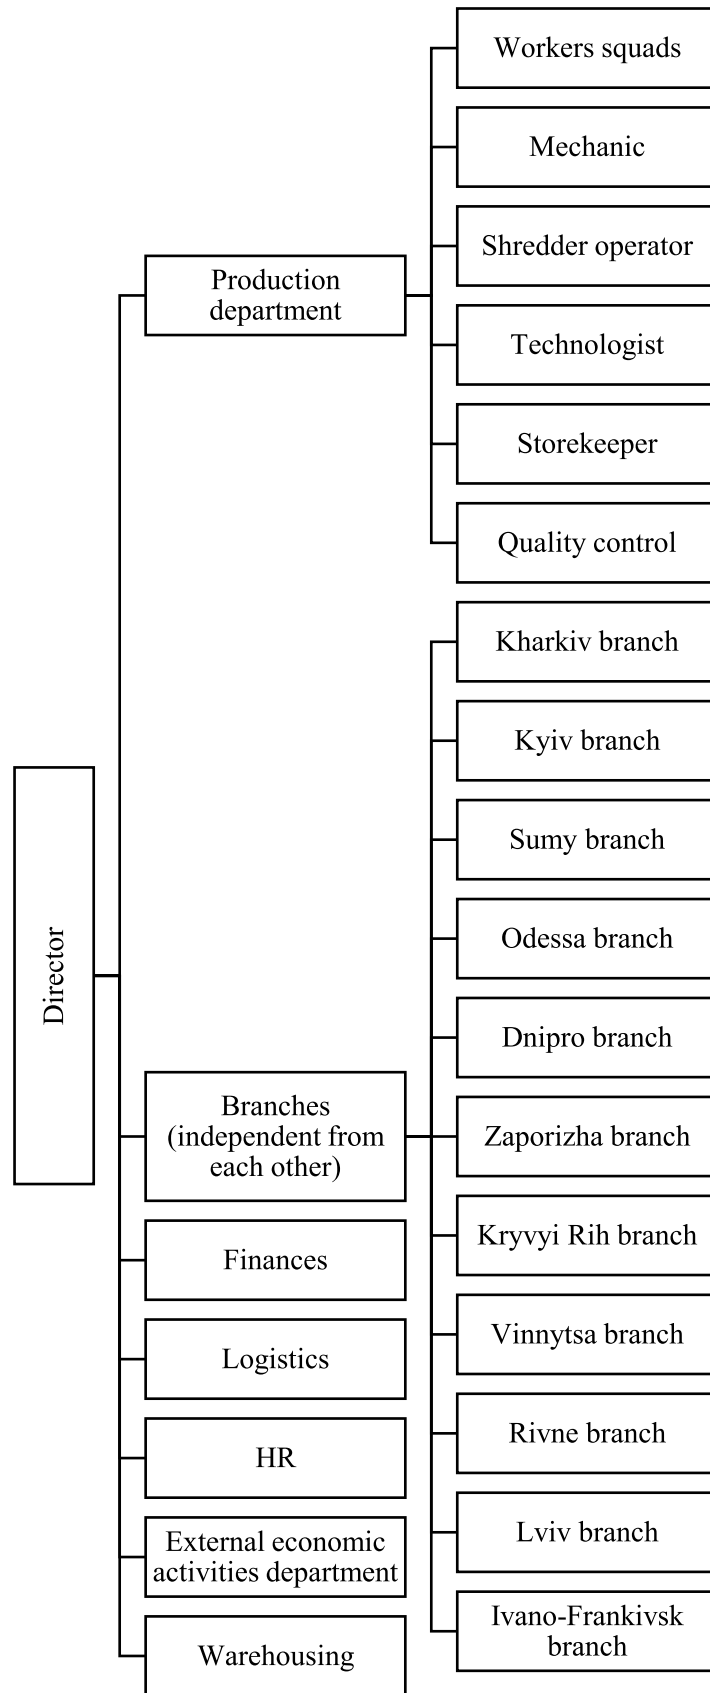 Workers squads
Mechanic
Shredder operator
Production
department
Technologist
Storekeeper
Quality control
Kharkiv branch
Kyiv branch
Sumy branch
Director
Odessa branch
Dnipro branch
Branches
(independent from
each other)
Zaporizha branch
Kryvyi Rih branch
Finances
Vinnytsa branch
Logistics
Rivne branch
HR
Lviv branch
External economic
activities department
Ivano-Frankivsk
branch
Warehousing